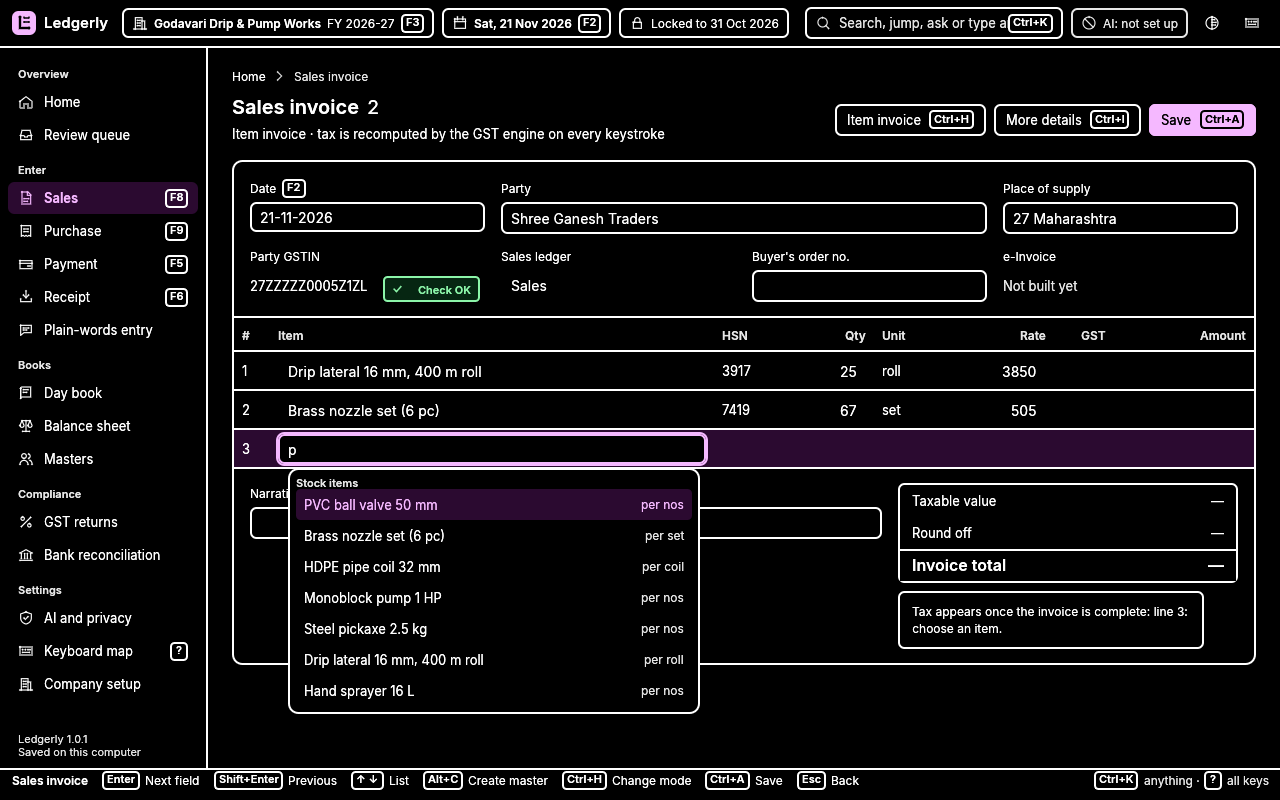 Ledgerly
Godavari Drip & Pump Works FY 2026-27 F3
Sat, 21 Nov 2026 F2
Locked to 31 Oct 2026
Search, jump, ask or type a Ctrl+K
AI: not set up
Overview
Home
Review queue
Enter
Sales F8
Purchase F9
Payment F5
Receipt F6
Plain-words entry
Books
Day book
Balance sheet
Masters
Compliance
GST returns
Bank reconciliation
Settings
AI and privacy
Keyboard map ?
Company setup
Ledgerly 1.0.1
Saved on this computer
Home Sales invoice
Sales invoice 2
Item invoice · tax is recomputed by the GST engine on every keystroke
Item invoice Ctrl+H
More details Ctrl+I
Save Ctrl+A
Date F2
Party
Place of supply
21-11-2026
Shree Ganesh Traders
27 Maharashtra
Party GSTIN
Sales ledger
Buyer's order no.
e-Invoice
27ZZZZZ0005Z1ZL
Check OK
Sales
Not built yet
# Item HSN Qty Unit Rate GST Amount
1 Drip lateral 16 mm, 400 m roll 3917 25 roll 3850
2 Brass nozzle set (6 pc) 7419 67 set 505
3 p
Narrati
Stock items
PVC ball valve 50 mm per nos
Brass nozzle set (6 pc) per set
HDPE pipe coil 32 mm per coil
Monoblock pump 1 HP per nos
Steel pickaxe 2.5 kg per nos
Drip lateral 16 mm, 400 m roll per roll
Hand sprayer 16 L per nos
Taxable value —
Round off —
Invoice total —
Tax appears once the invoice is complete: line 3:
choose an item.
Sales invoice Enter Next field Shift+Enter Previous ↑ ↓ List Alt+C Create master Ctrl+H Change mode Ctrl+A Save Esc Back
Ctrl+K anything · ? all keys